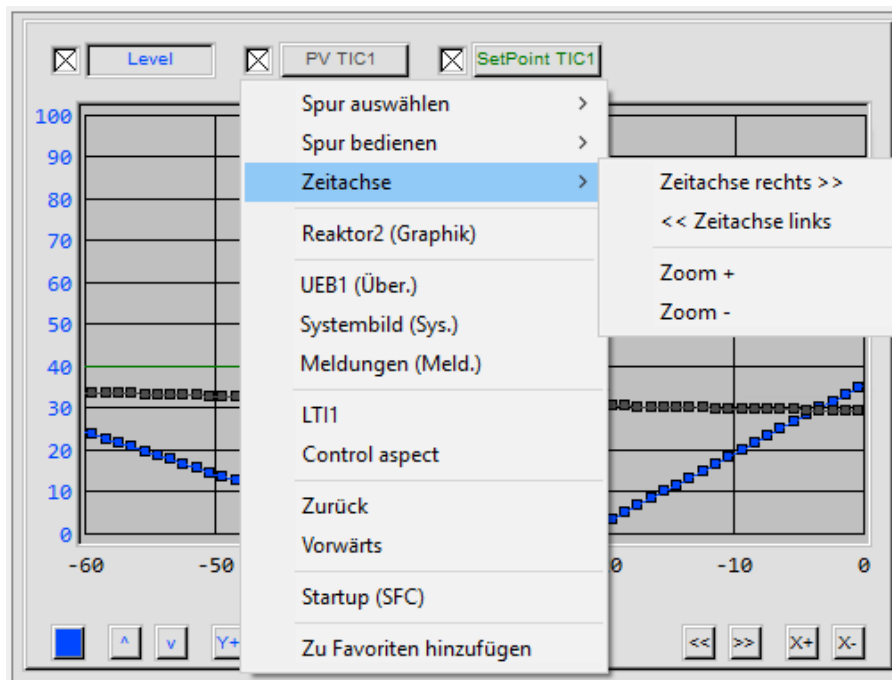 Level
PV TIC1
SetPoint TIC1
100
90
80
70
60
50
40
30
20
10
0
-60
-50
0
-10
0
Spur auswählen >
Spur bedienen >
Zeitachse >
Reaktor2 (Graphik)
UEB1 (Über.)
Systembild (Sys.)
Meldungen (Meld.)
LTI1
Control aspect
Zurück
Vorwärts
Startup (SFC)
Zu Favoriten hinzufügen
Zeitachse rechts >>
<< Zeitachse links
Zoom +
Zoom -
^
v
Y+
<<
>>
X+
X-